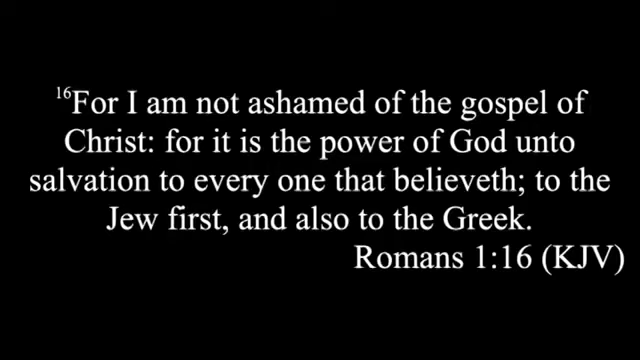 16For I am not ashamed of the gospel of
Christ: for it is the power of God unto
salvation to every one that believeth; to the
Jew first, and also to the Greek.
Romans 1:16 (KJV)